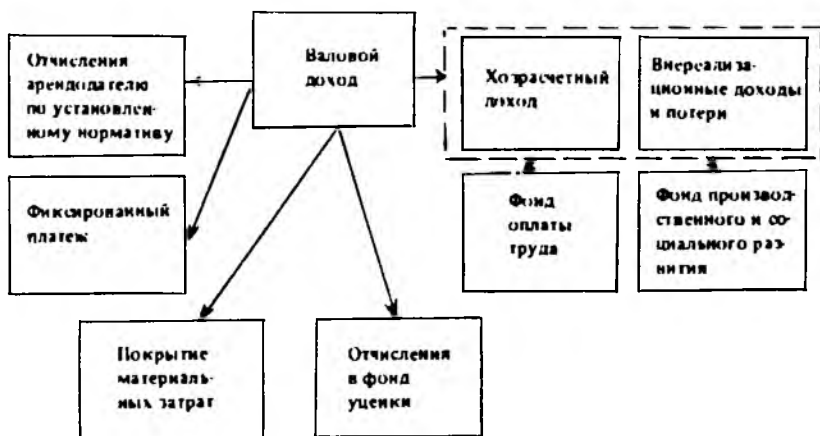 Отчисления
арендодателю
по установлен-
ному нормативу
Валовой
доход
Хозрасчетный
доход
Внереализа-
ционные доходы
и потери
Фиксированный
платеж
Фонд
оплаты
труда
Фонд производ-
ственного и со-
циального раз-
вития
Покрытие
материаль-
ных затрат
Отчисления
в фонд
уценки